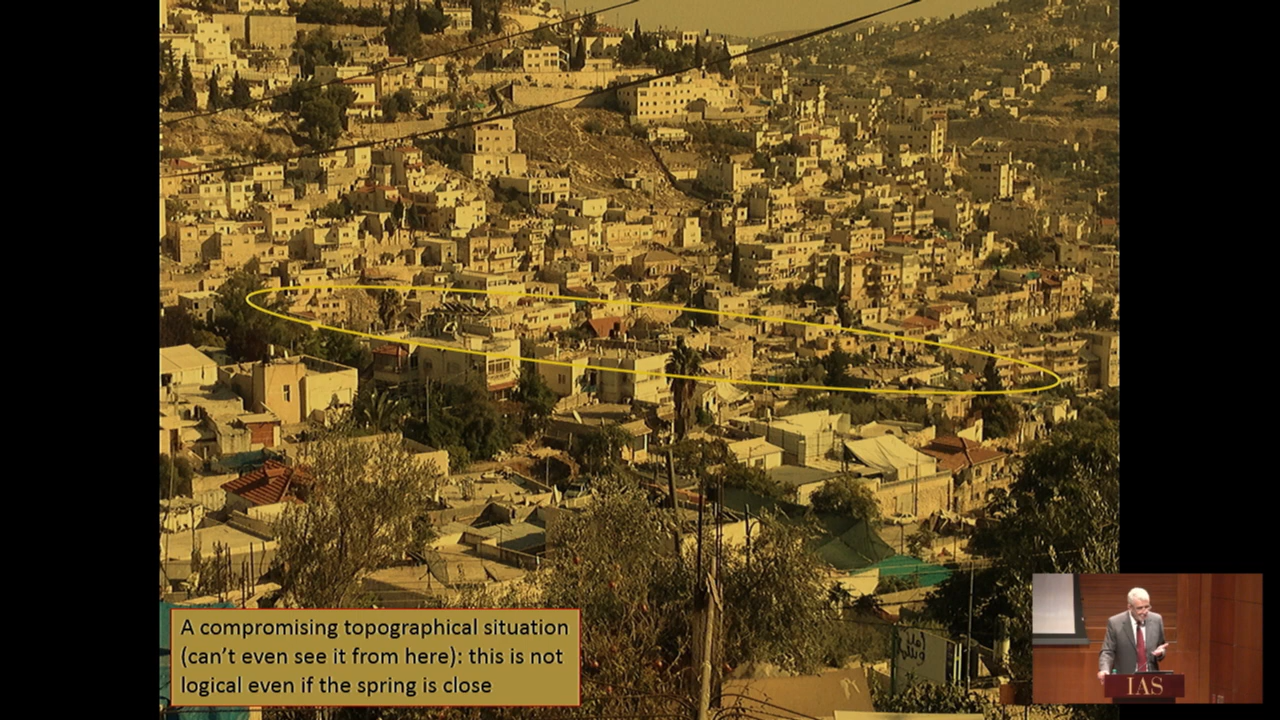 A compromising topographical situation
(can't even see it from here): this is not
logical even if the spring is close
IAS